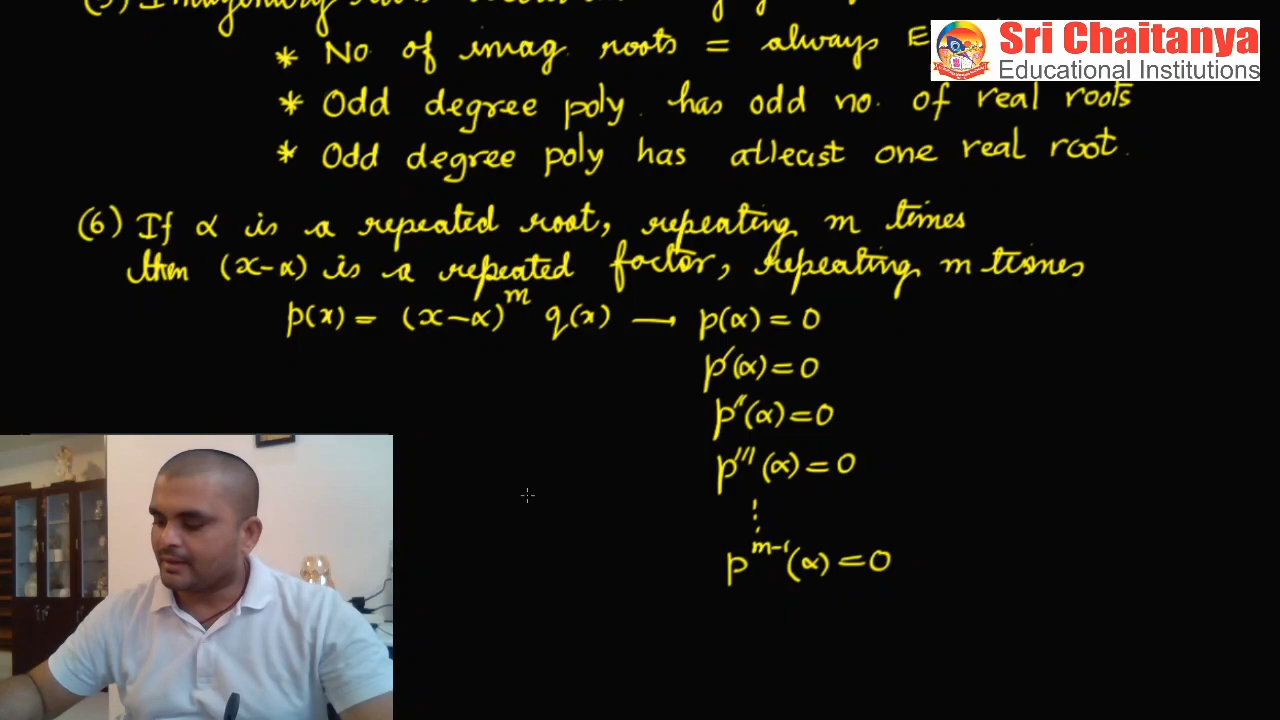 Imaginary roots
* No of imag. roots = always E
Sri Chaitanya
Educational Institutions
* Odd degree poly. has odd no. of real roots
* Odd degree poly has atleast one real root.
(6) If α is a repeated root, repeating m times
then (x-α) is a repeated factor, repeating m times
p(x) = (x-α)^m q(x) → p(α) = 0
p'(α) = 0
p''(α) = 0
p'''(α) = 0
⋮
p^{m-1}(α) = 0